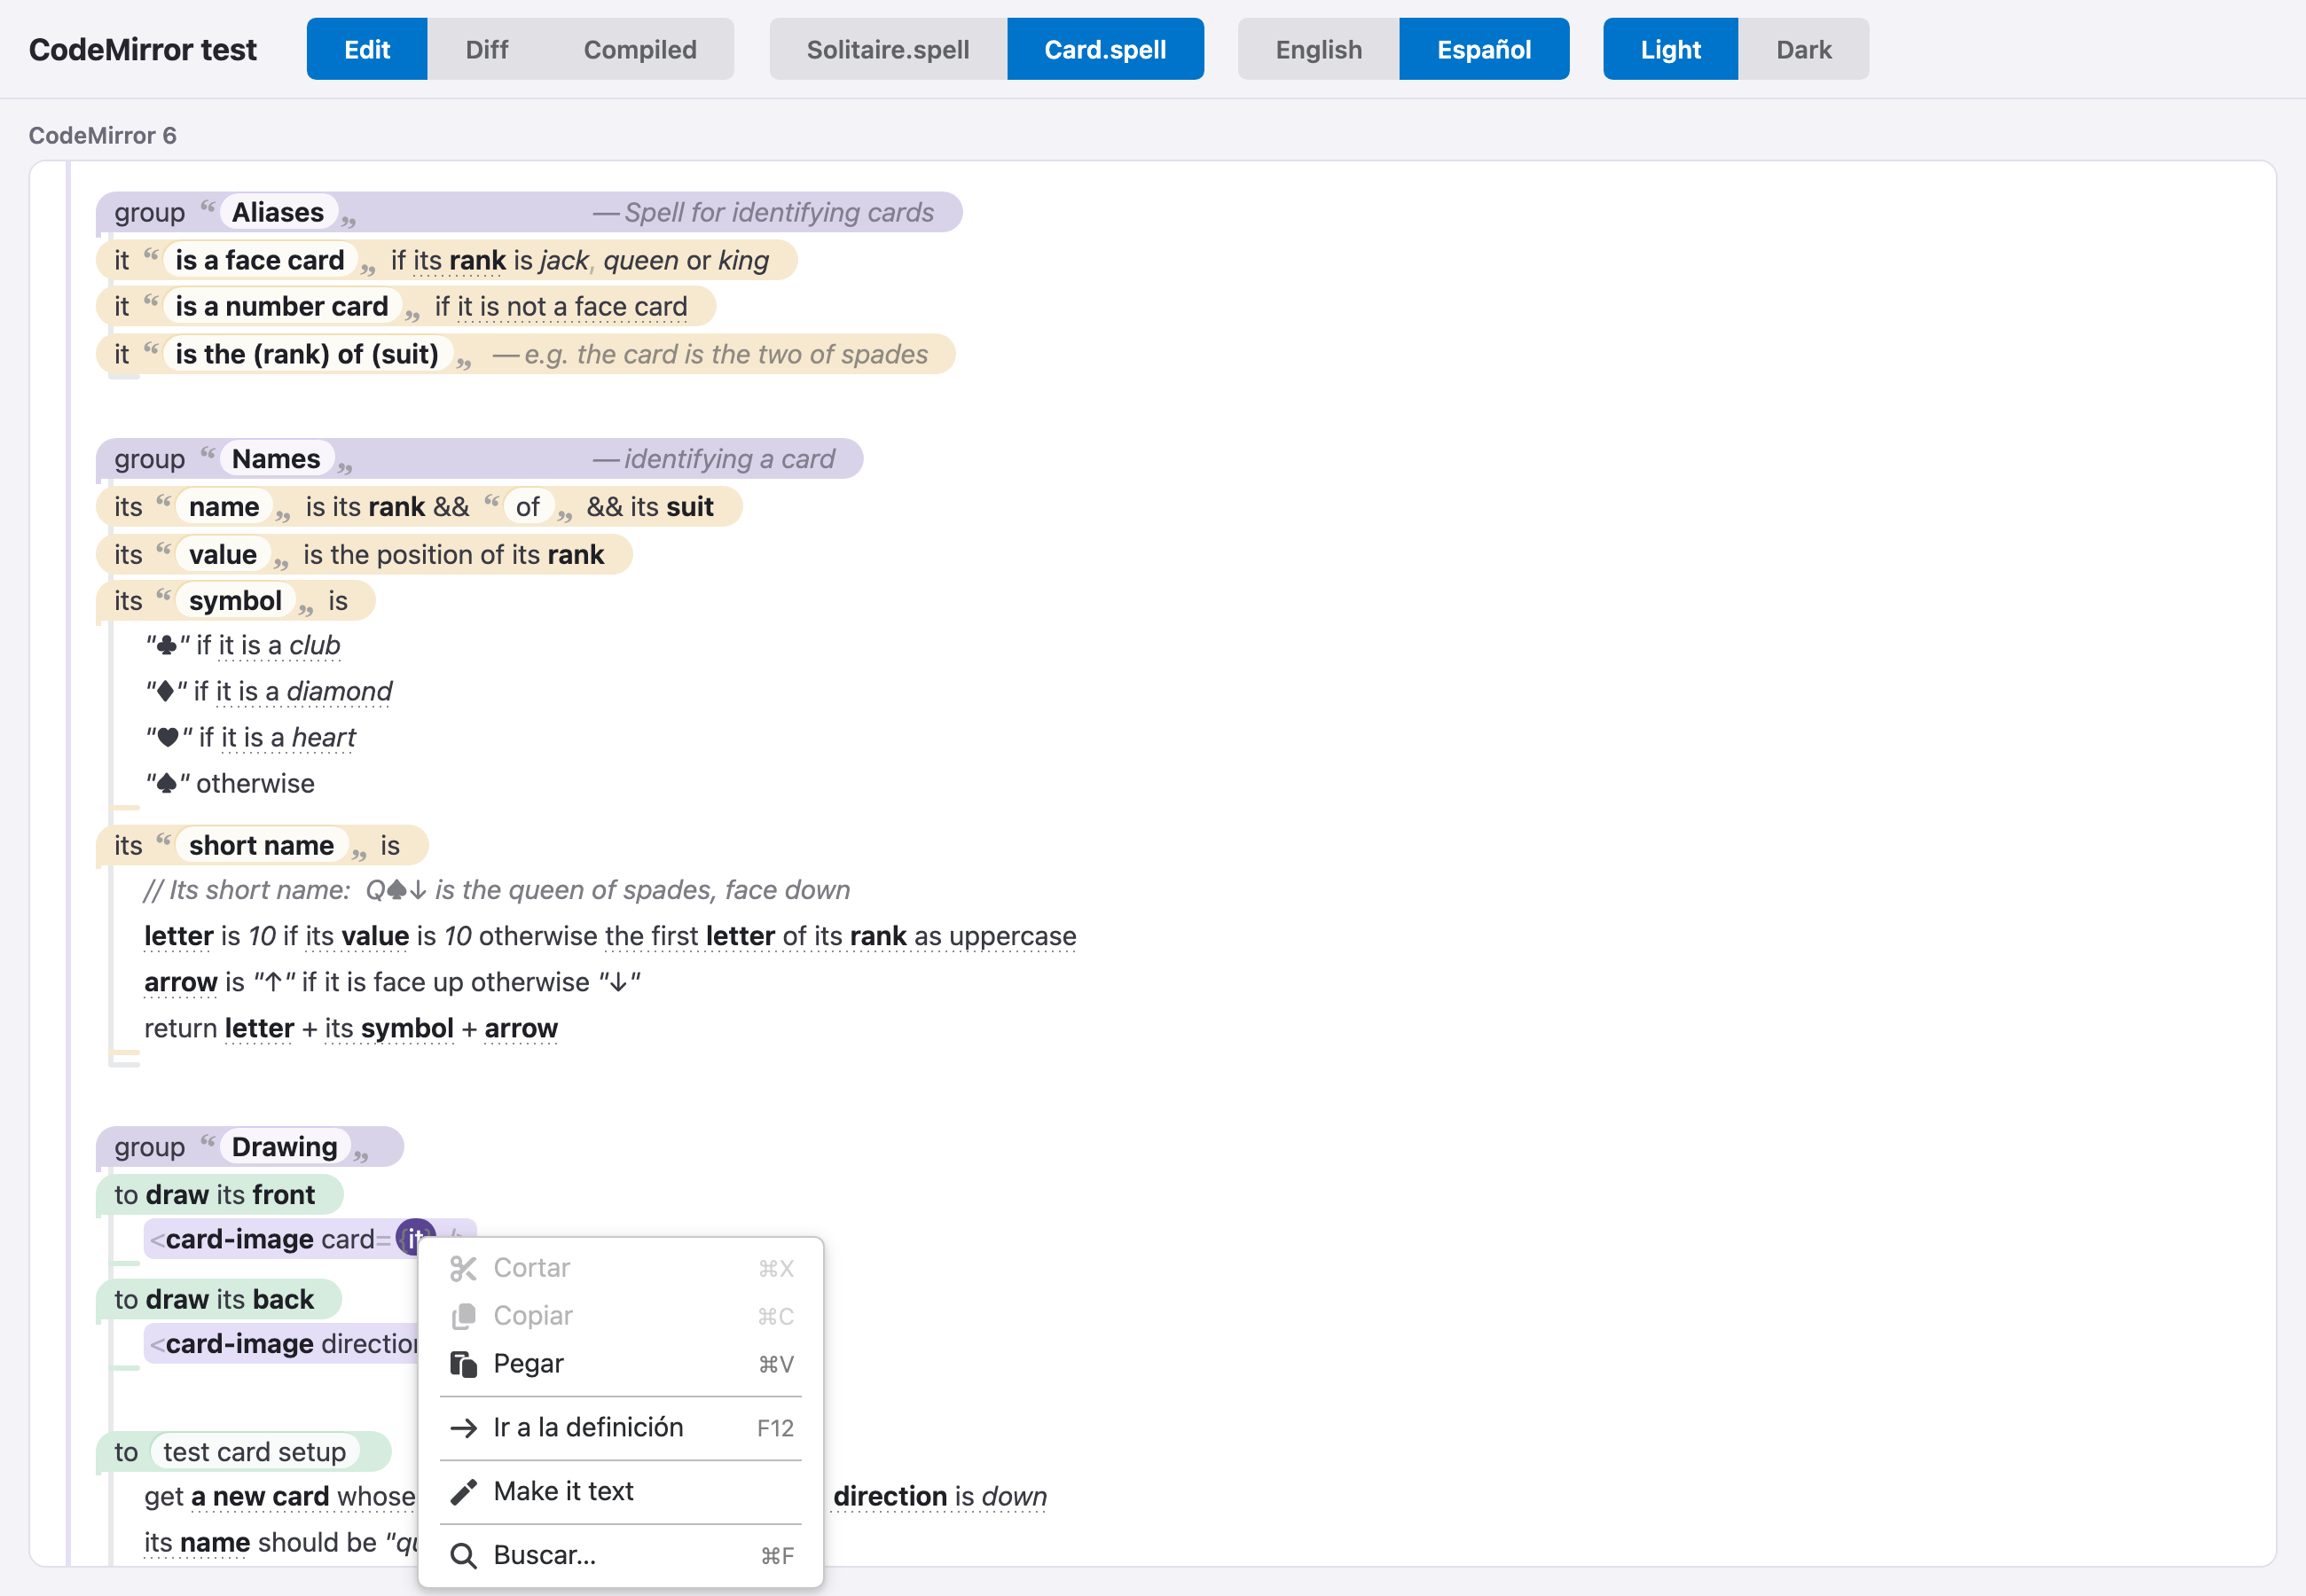 CodeMirror test Edit Diff Compiled Solitaire.spell Card.spell English Español Light Dark
CodeMirror 6
group “ Aliases „ — Spell for identifying cards
it “ is a face card „ if its rank is jack, queen or king
it “ is a number card „ if it is not a face card
it “ is the (rank) of (suit) „ — e.g. the card is the two of spades
group “ Names „ — identifying a card
its “ name „ is its rank && “ of „ && its suit
its “ value „ is the position of its rank
its “ symbol „ is
"♣" if it is a club
"♦" if it is a diamond
"♥" if it is a heart
"♠" otherwise
its “ short name „ is
// Its short name: Q♠↓ is the queen of spades, face down
letter is 10 if its value is 10 otherwise the first letter of its rank as uppercase
arrow is "↑" if it is face up otherwise "↓"
return letter + its symbol + arrow
group “ Drawing „
to draw its front
<card-image card={it
to draw its back
<card-image direction
to test card setup
get a new card whose direction is down
its name should be "qu
Cortar ⌘X
Copiar ⌘C
Pegar ⌘V
Ir a la definición F12
Make it text
Buscar... ⌘F